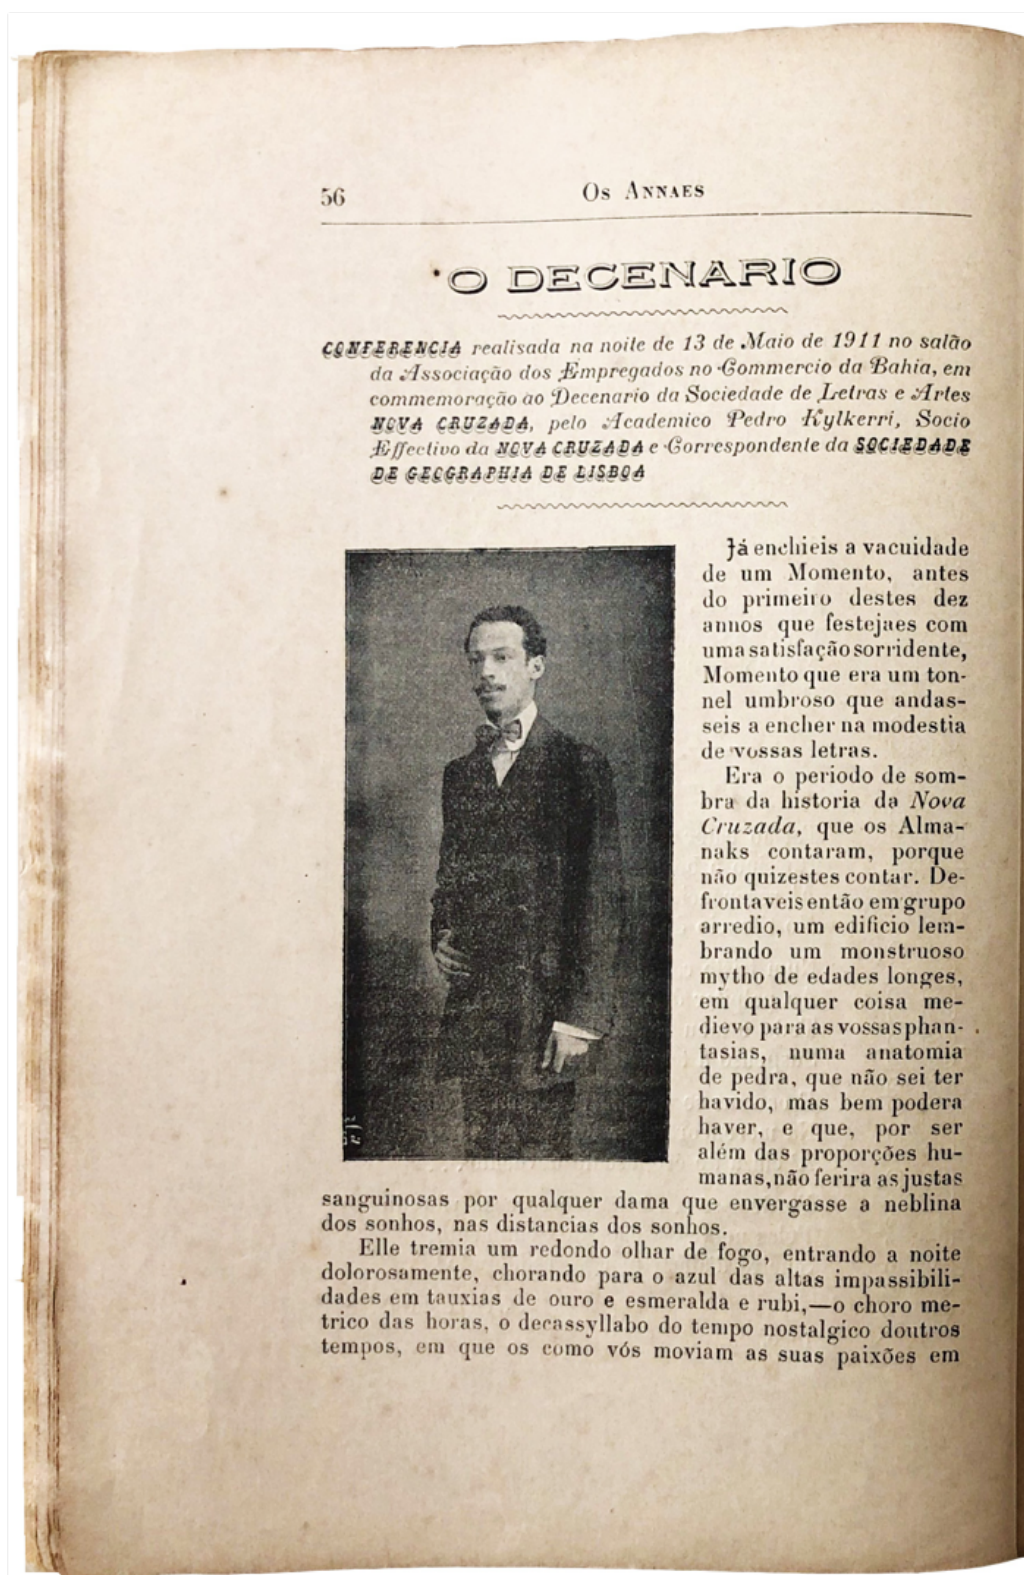 56
Os Annaes
O DECENARIO
CONFERENCIA realisada na noite de 13 de Maio de 1911 no salão
da Associação dos Empregados no Commercio da Bahia, em
commemoração ao Decenario da Sociedade de Letras e Artes
NOVA CRUZADA, pelo Academico Pedro Kylkerri, Socio
Effectivo da NOVA CRUZADA e Correspondente da SOCIEDADE
DE GEOGRAPHIA DE LISBOA
Já enchieis a vacuidade
de um Momento, antes
do primeiro destes dez
annos que festejaes com
uma satisfação sorridente,
Momento que era um ton-
nel umbroso que andas-
seis a encher na modestia
de vossas letras.
Era o periodo de som-
bra da historia da Nova
Cruzada, que os Alma-
naks contaram, porque
não quizestes contar. De-
frontaveis então em grupo
arredio, um edificio lem-
brando um monstruoso
mytho de edades longes,
em qualquer coisa me-
dievo para as vossas phan-
tasias, numa anatomia
de pedra, que não sei ter
havido, mas bem podera
haver, e que, por ser
além das proporções hu-
manas, não ferira as justas
sanguinosas por qualquer dama que envergasse a neblina
dos sonhos, nas distancias dos sonhos.
Elle tremia um redondo olhar de fogo, entrando a noite
dolorosamente, chorando para o azul das altas impassibili-
dades em tauxias de ouro e esmeralda e rubi,—o choro me-
trico das horas, o decassyllabo do tempo nostalgico doutros
tempos, em que os como vós moviam as suas paixões em